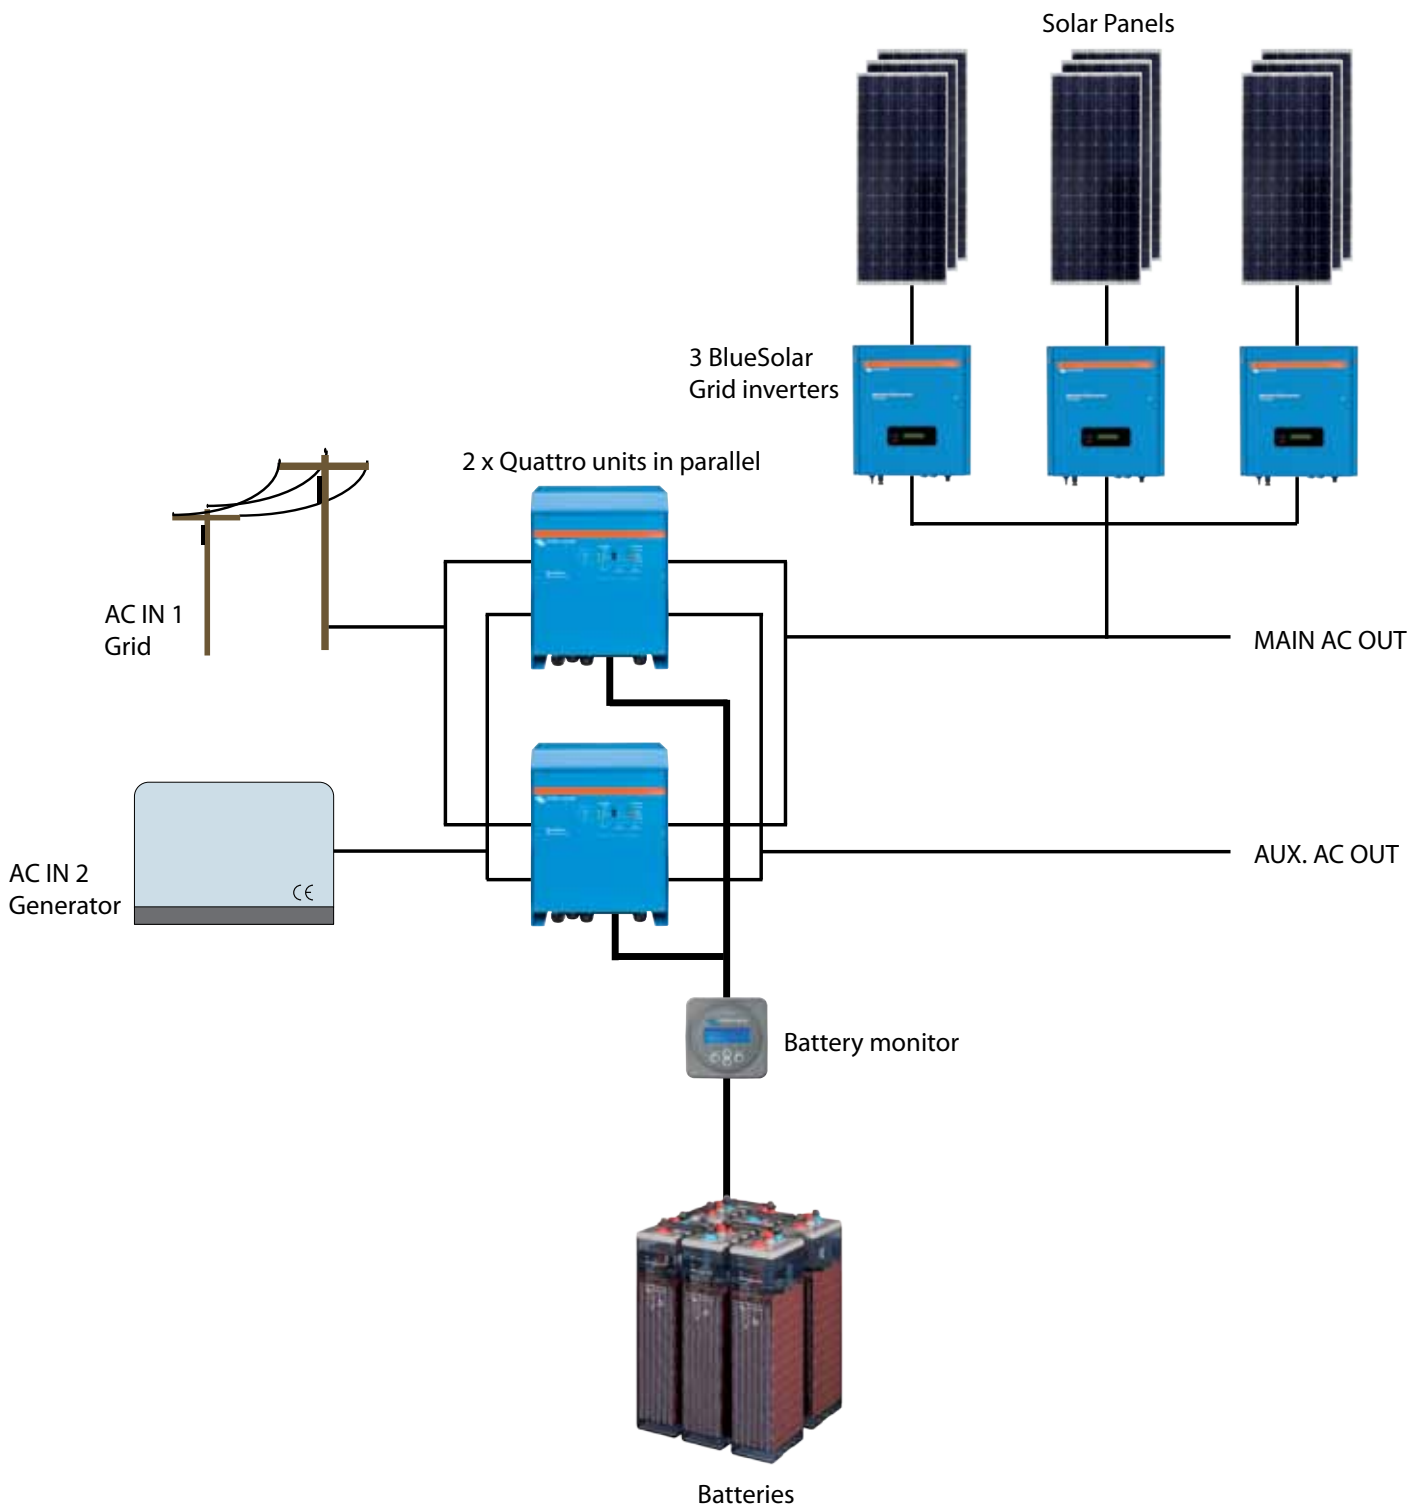 Solar Panels
3 BlueSolar
Grid inverters
2 x Quattro units in parallel
AC IN 1
Grid
MAIN AC OUT
AC IN 2
Generator
CE
AUX. AC OUT
Battery monitor
Batteries